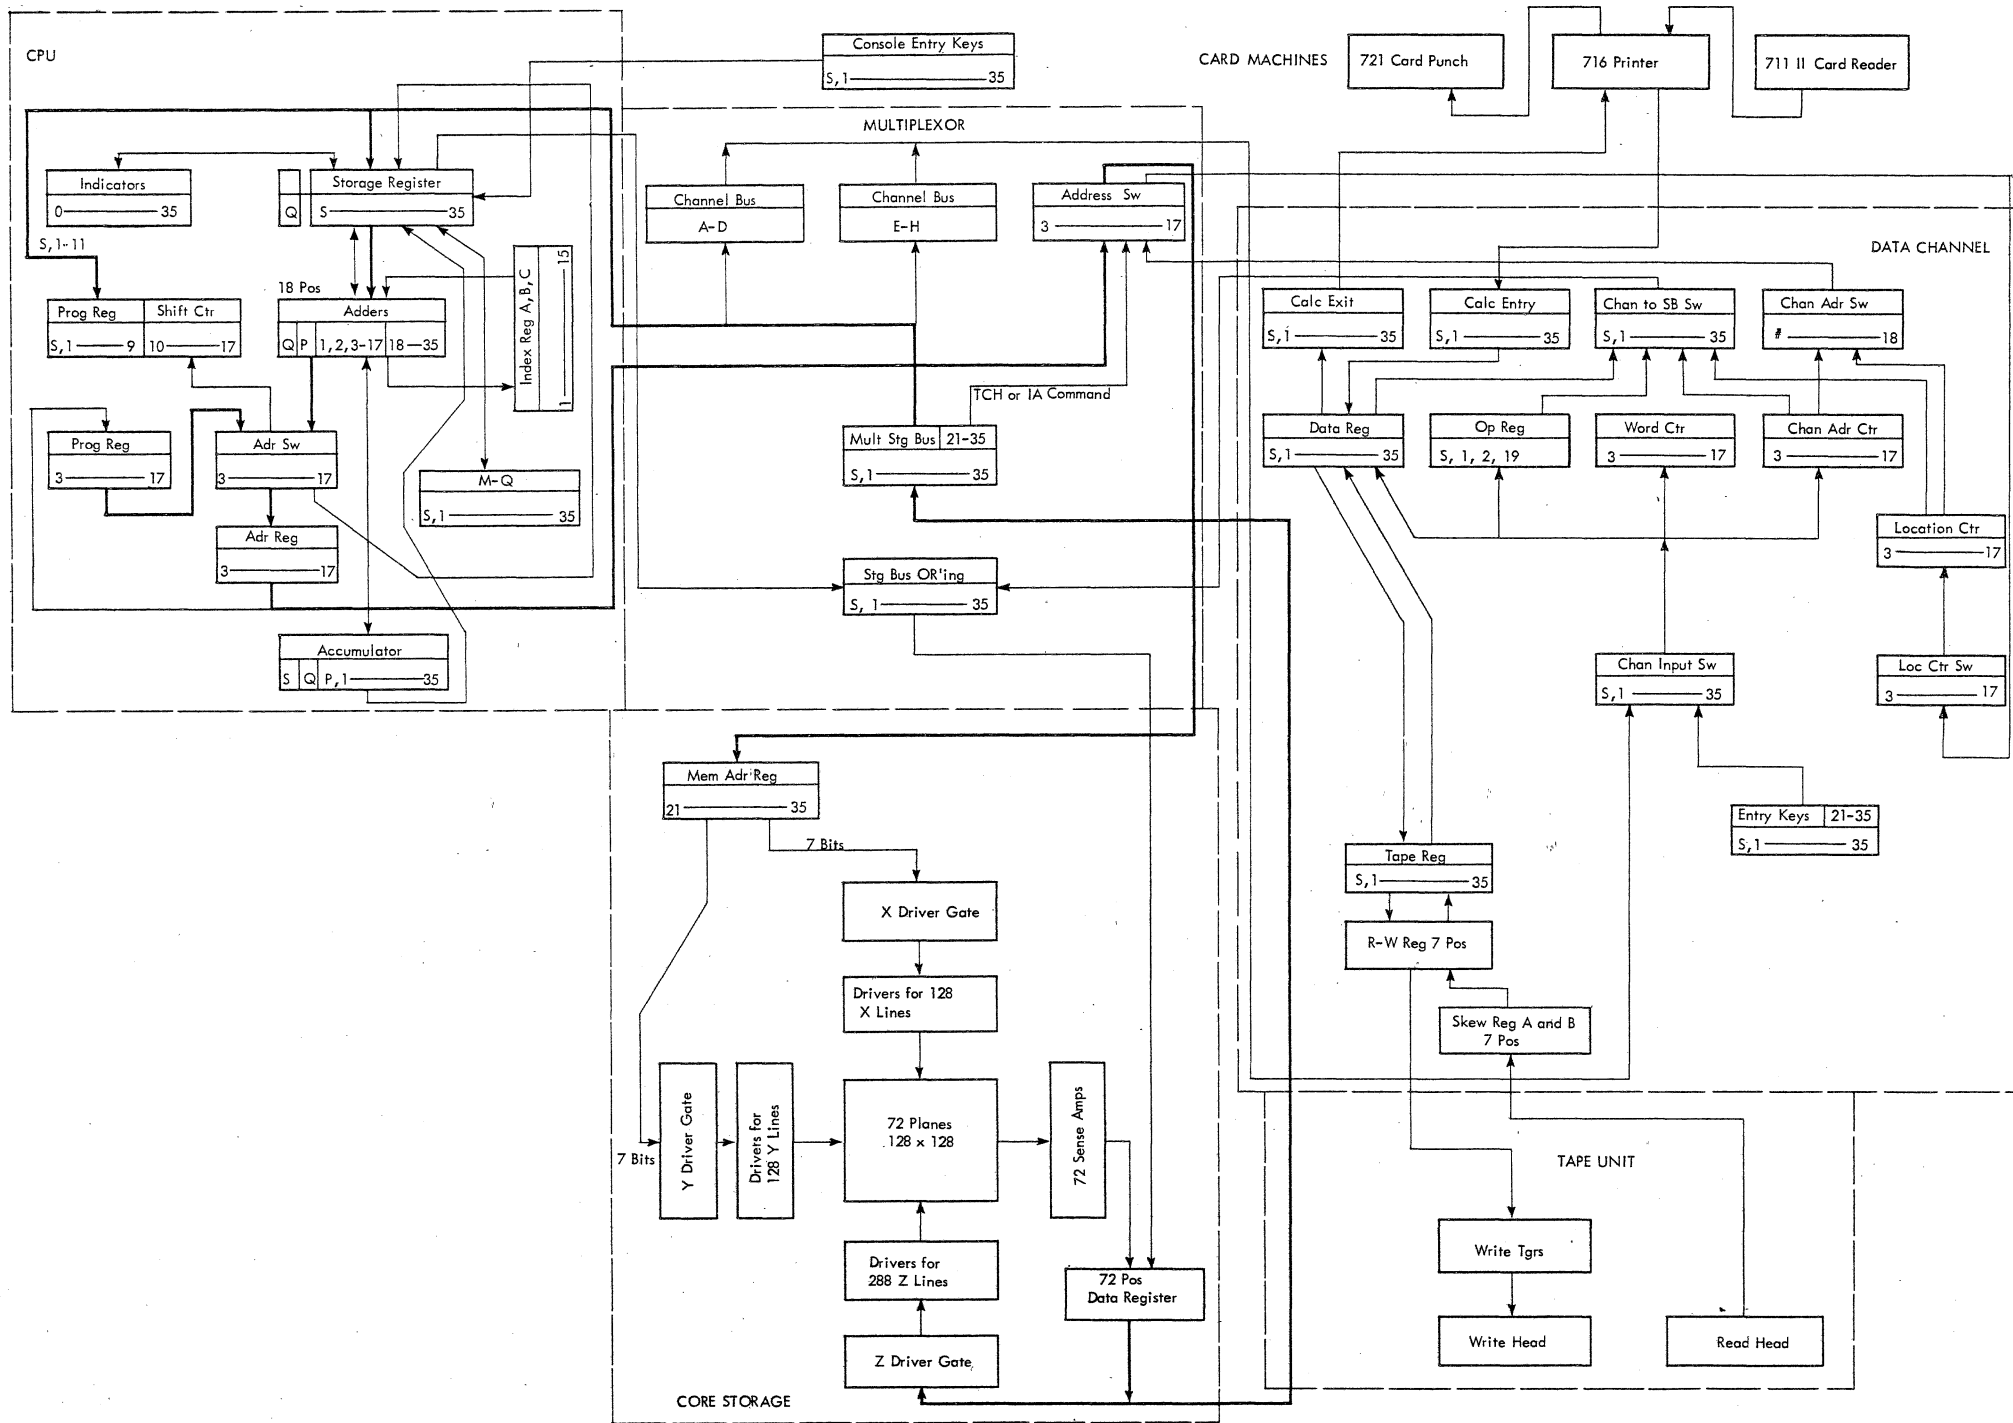 CPU
Console Entry Keys
S,1 35
CARD MACHINES
721 Card Punch
716 Printer
711 II Card Reader
MULTIPLEXOR
Indicators
0 35
Q
Storage Register
S 35
S,1-11
Channel Bus
A-D
Channel Bus
E-H
Address Sw
3 17
DATA CHANNEL
18 Pos
Prog Reg
S,1 9
Shift Ctr
10 17
Adders
Q P 1,2,3-17 18-35
Index Reg A,B,C
1 15
Calc Exit
S,1 35
Calc Entry
S,1 35
Chan to SB Sw
S,1 35
Chan Adr Sw
# 18
TCH or IA Command
Prog Reg
3 17
Adr Sw
3 17
M-Q
S,1 35
Adr Reg
3 17
Mult Stg Bus 21-35
S,1 35
Data Reg
S,1 35
Op Reg
S, 1, 2, 19
Word Ctr
3 17
Chan Adr Ctr
3 17
Location Ctr
3 17
Stg Bus OR'ing
S, 1 35
Accumulator
S Q P,1 35
Chan Input Sw
S,1 35
Loc Ctr Sw
3 17
Mem Adr Reg
21 35
7 Bits
Entry Keys 21-35
S,1 35
Tape Reg
S,1 35
X Driver Gate
R-W Reg 7 Pos
Drivers for 128
X Lines
Skew Reg A and B
7 Pos
7 Bits
Y Driver Gate
Drivers for
128 Y Lines
72 Planes
128 x 128
72 Sense Amps
TAPE UNIT
Drivers for
288 Z Lines
72 Pos
Data Register
Write Tgrs
Z Driver Gate
Write Head
Read Head
CORE STORAGE